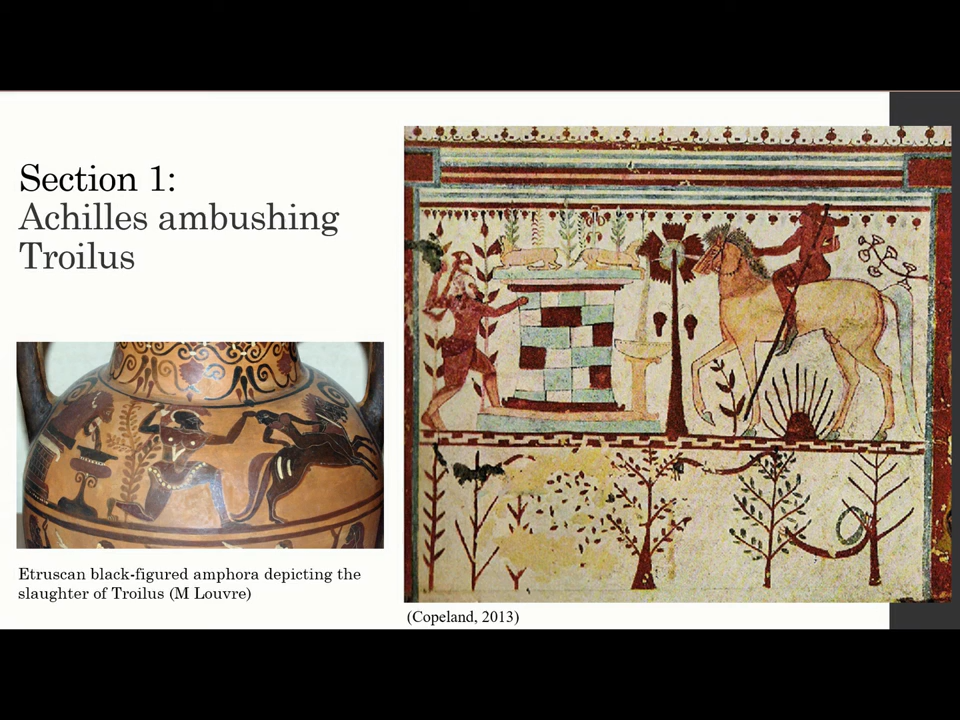 Section 1:
Achilles ambushing
Troilus
Etruscan black-figured amphora depicting the
slaughter of Troilus (M Louvre)
(Copeland, 2013)